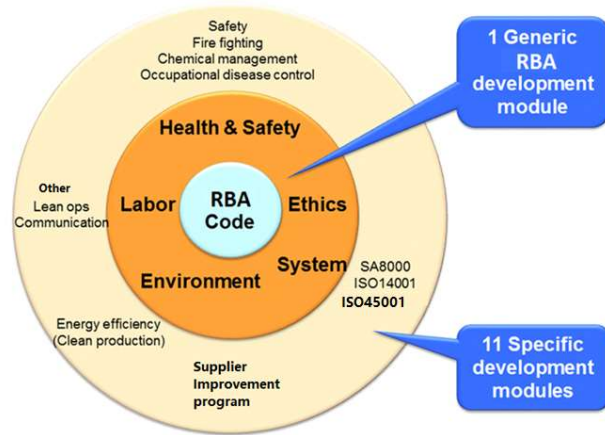 Safety
Fire fighting
Chemical management
Occupational disease control
1 Generic
RBA
development
module
Health & Safety
Other
Lean ops
Communication
Labor
RBA
Code
Ethics
System
Environment
SA8000
ISO14001
ISO45001
Energy efficiency
(Clean production)
Supplier
Improvement
program
11 Specific
development
modules